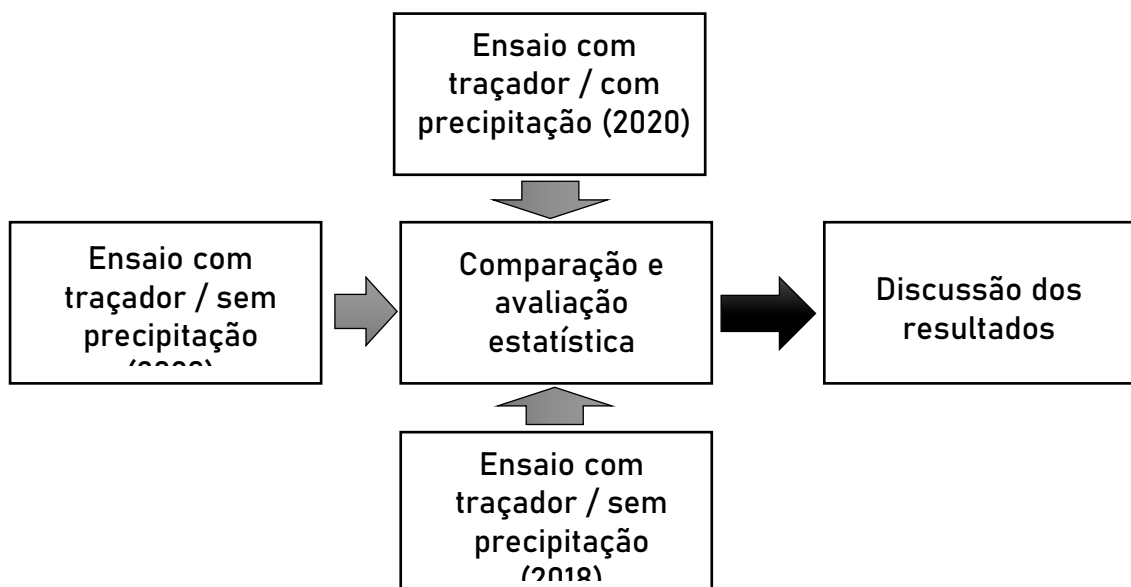 Ensaio com
traçador / com
precipitação (2020)
Ensaio com
traçador / sem
precipitação
Comparação e
avaliação
estatística
Discussão dos
resultados
Ensaio com
traçador / sem
precipitação
(2018)